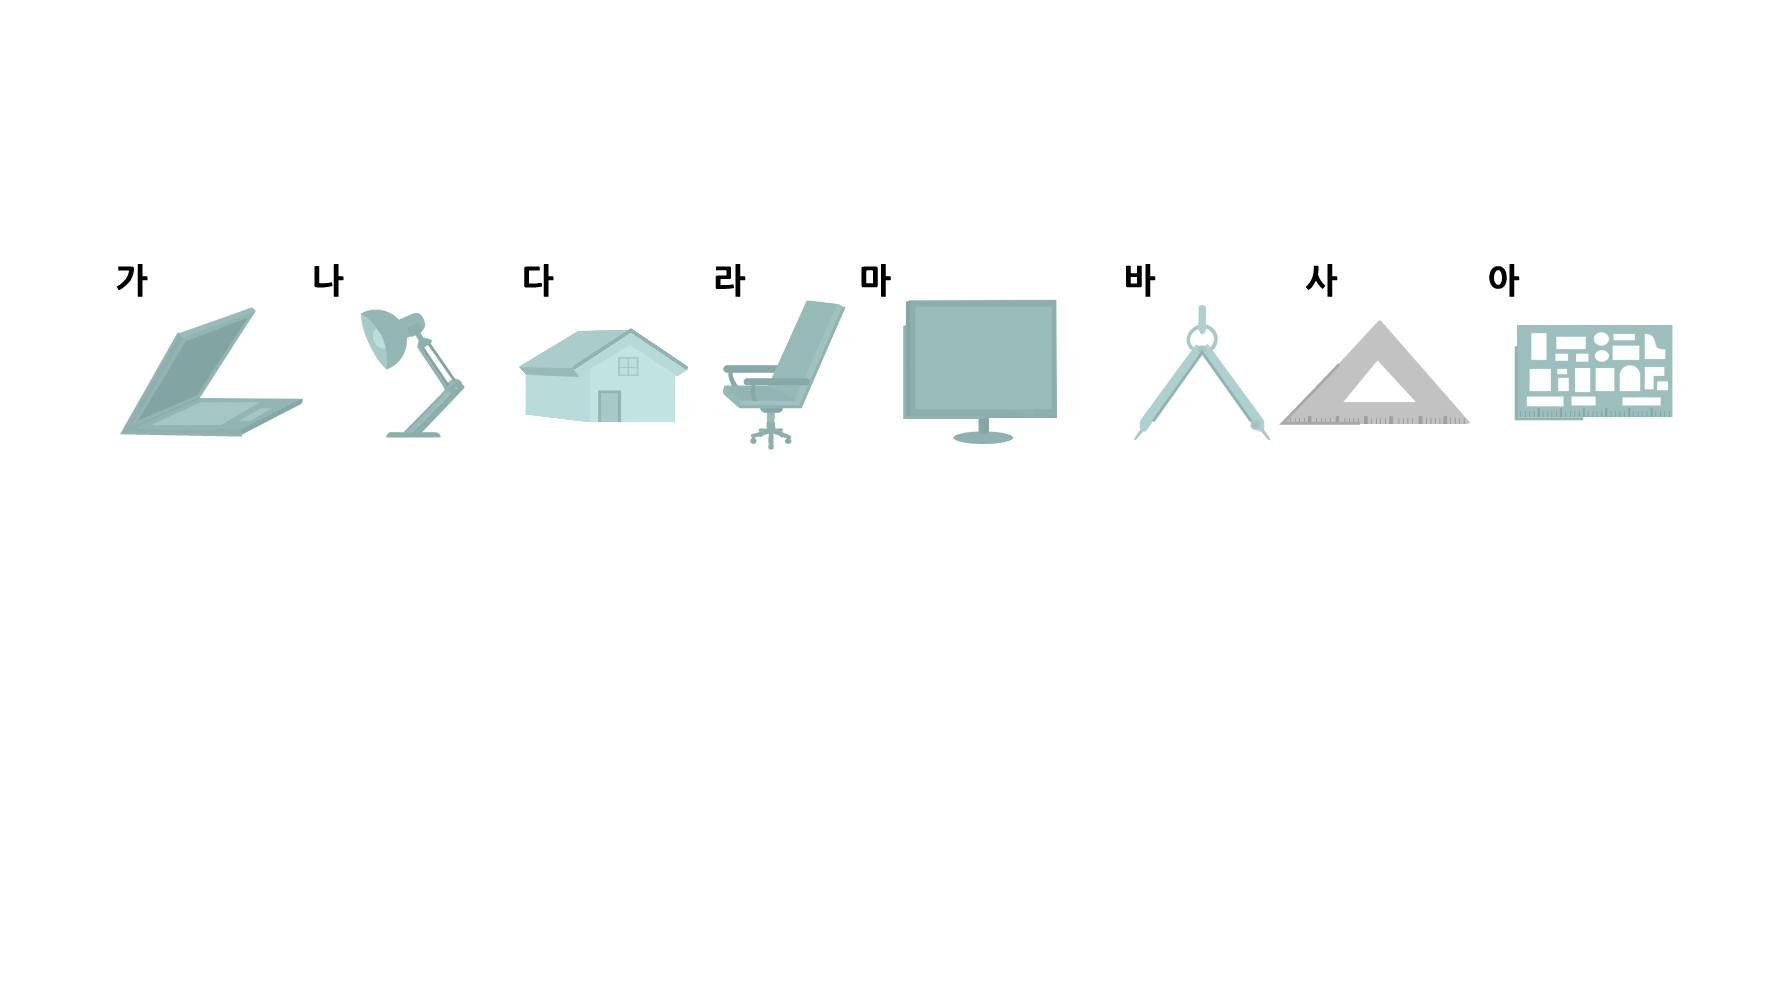 가 나 다 라 마 바 사 아